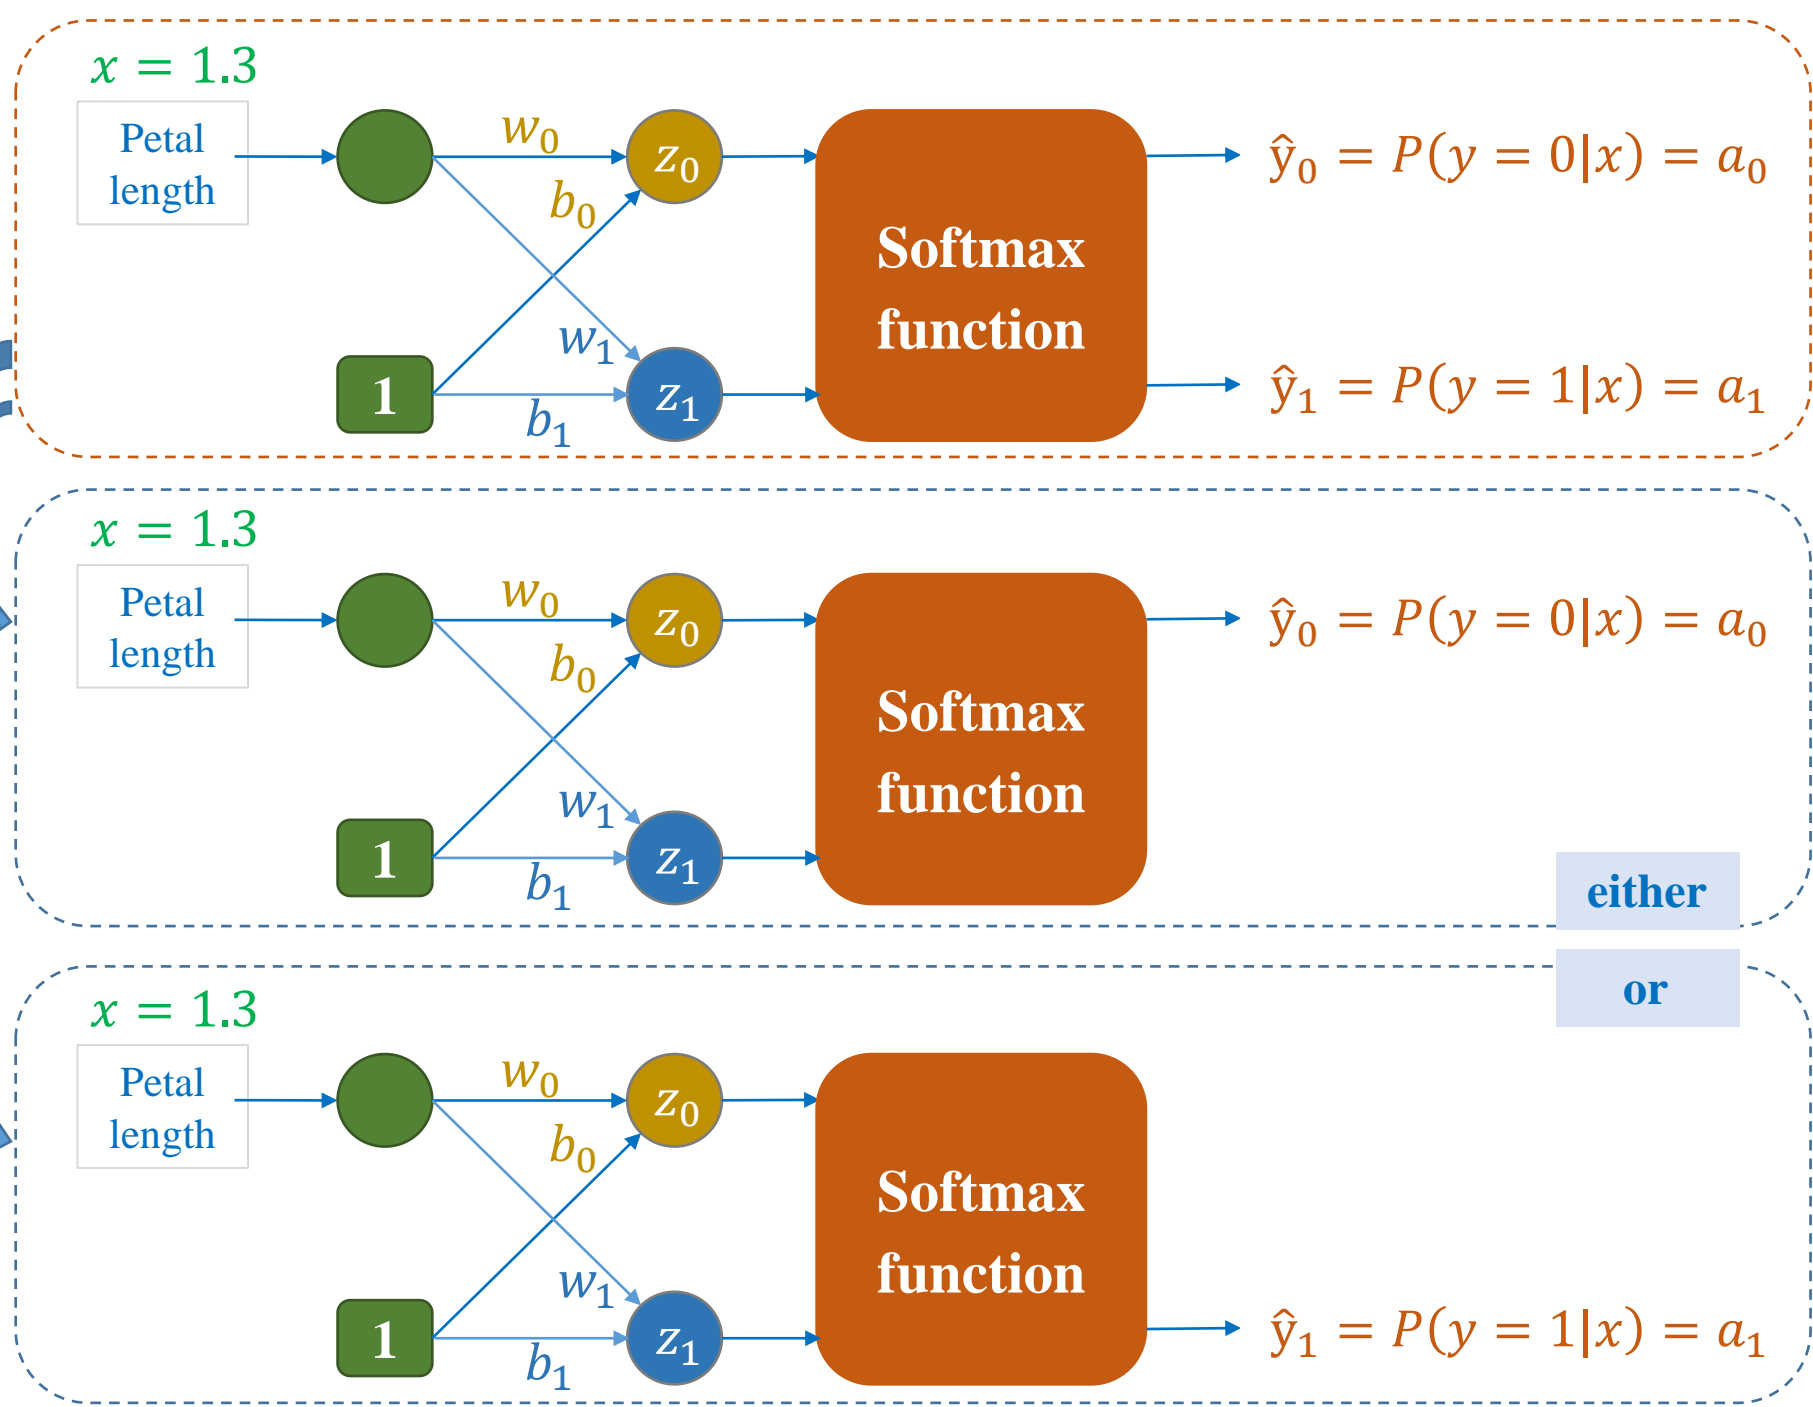 x = 1.3
Petal
length
w₀
z₀
b₀
Softmax
function
w₁
1
z₁
b₁
ŷ₀ = P(y = 0|x) = a₀
ŷ₁ = P(y = 1|x) = a₁
x = 1.3
Petal
length
w₀
z₀
b₀
Softmax
function
w₁
1
z₁
b₁
ŷ₀ = P(y = 0|x) = a₀
either
or
x = 1.3
Petal
length
w₀
z₀
b₀
Softmax
function
w₁
1
z₁
b₁
ŷ₁ = P(y = 1|x) = a₁